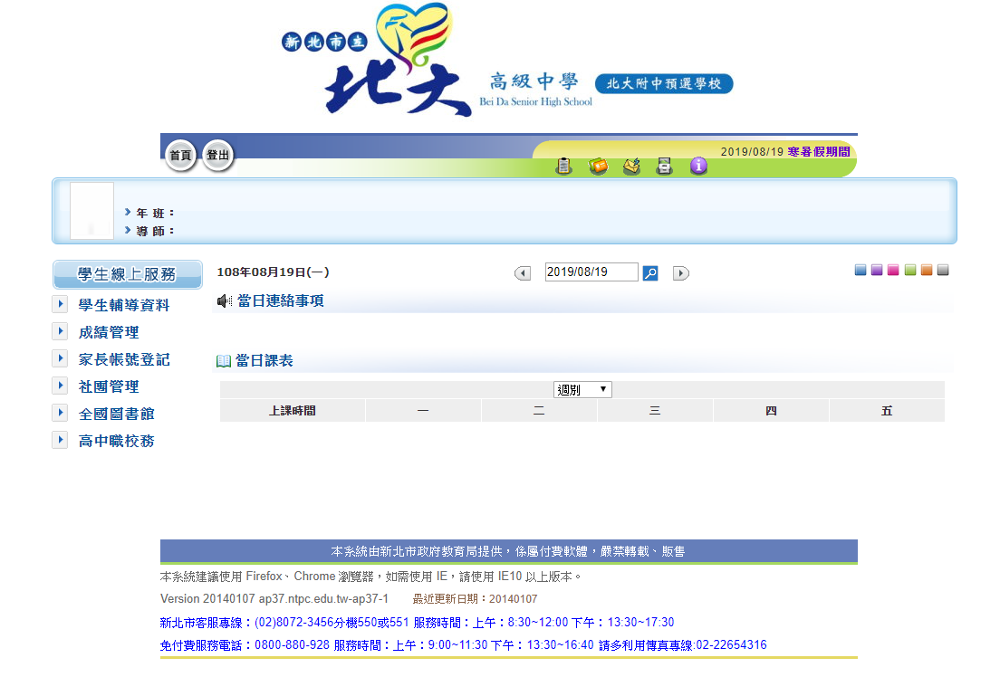 新北市立
北大 高級中學 北大附中預選學校
Bei Da Senior High School
首頁 登出
2019/08/19 寒暑假期間
年 班：
導 師：
學生線上服務
學生輔導資料
成績管理
家長帳號登記
社團管理
全國圖書館
高中職校務
108年08月19日(一) 2019/08/19
當日連絡事項
當日課表
週別
上課時間 一 二 三 四 五
本系統由新北市政府教育局提供，係屬付費軟體，嚴禁轉載、販售
本系統建議使用 Firefox、Chrome 瀏覽器，如需使用 IE，請使用 IE10 以上版本。
Version 20140107 ap37.ntpc.edu.tw-ap37-1 最近更新日期：20140107
新北市客服專線：(02)8072-3456分機550或551 服務時間：上午：8:30~12:00 下午：13:30~17:30
免付費服務電話：0800-880-928 服務時間：上午：9:00~11:30 下午：13:30~16:40 請多利用傳真專線:02-22654316